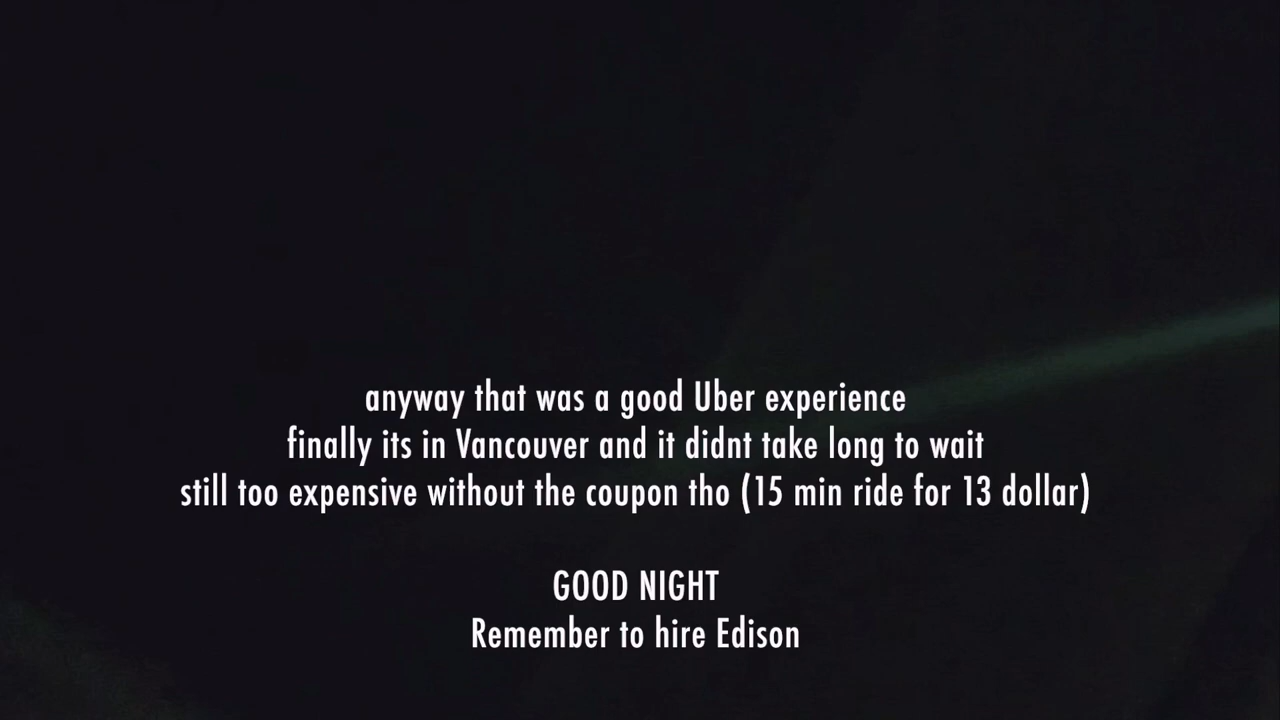 anyway that was a good Uber experience
finally its in Vancouver and it didnt take long to wait
still too expensive without the coupon tho (15 min ride for 13 dollar)
GOOD NIGHT
Remember to hire Edison